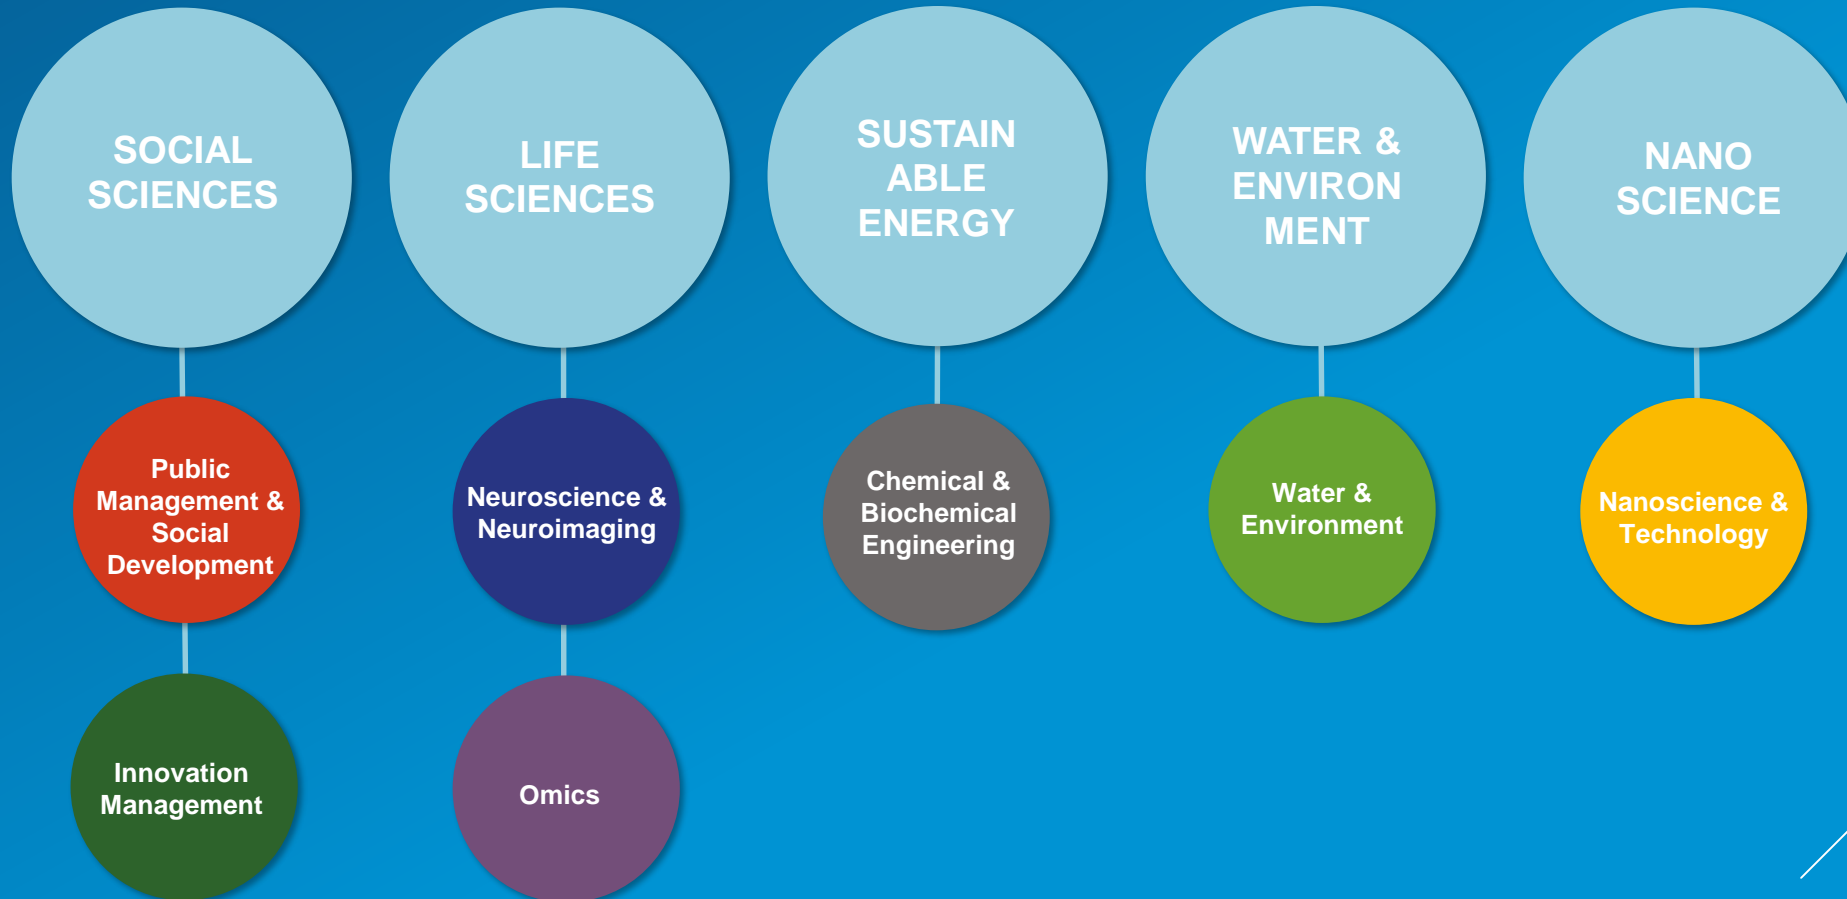 SOCIAL
SCIENCES
LIFE
SCIENCES
SUSTAIN
ABLE
ENERGY
WATER &
ENVIRON
MENT
NANO
SCIENCE
Public
Management &
Social
Development
Neuroscience &
Neuroimaging
Chemical &
Biochemical
Engineering
Water &
Environment
Nanoscience &
Technology
Innovation
Management
Omics